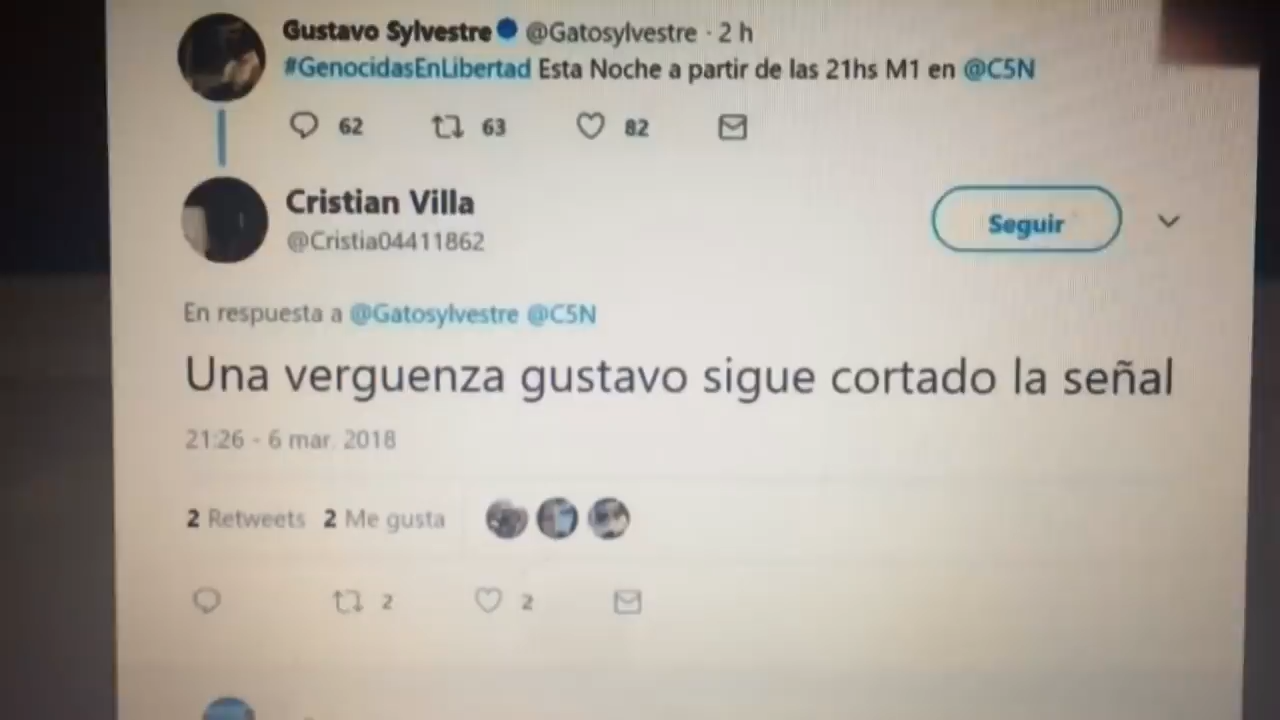 Gustavo Sylvestre @Gatosylvestre · 2 h
#GenocidasEnLibertad Esta Noche a partir de las 21hs M1 en @C5N
62 63 82
Cristian Villa
@Cristia04411862
Seguir
En respuesta a @Gatosylvestre @C5N
Una verguenza gustavo sigue cortado la señal
21:26 - 6 mar. 2018
2 Retweets 2 Me gusta
2 2